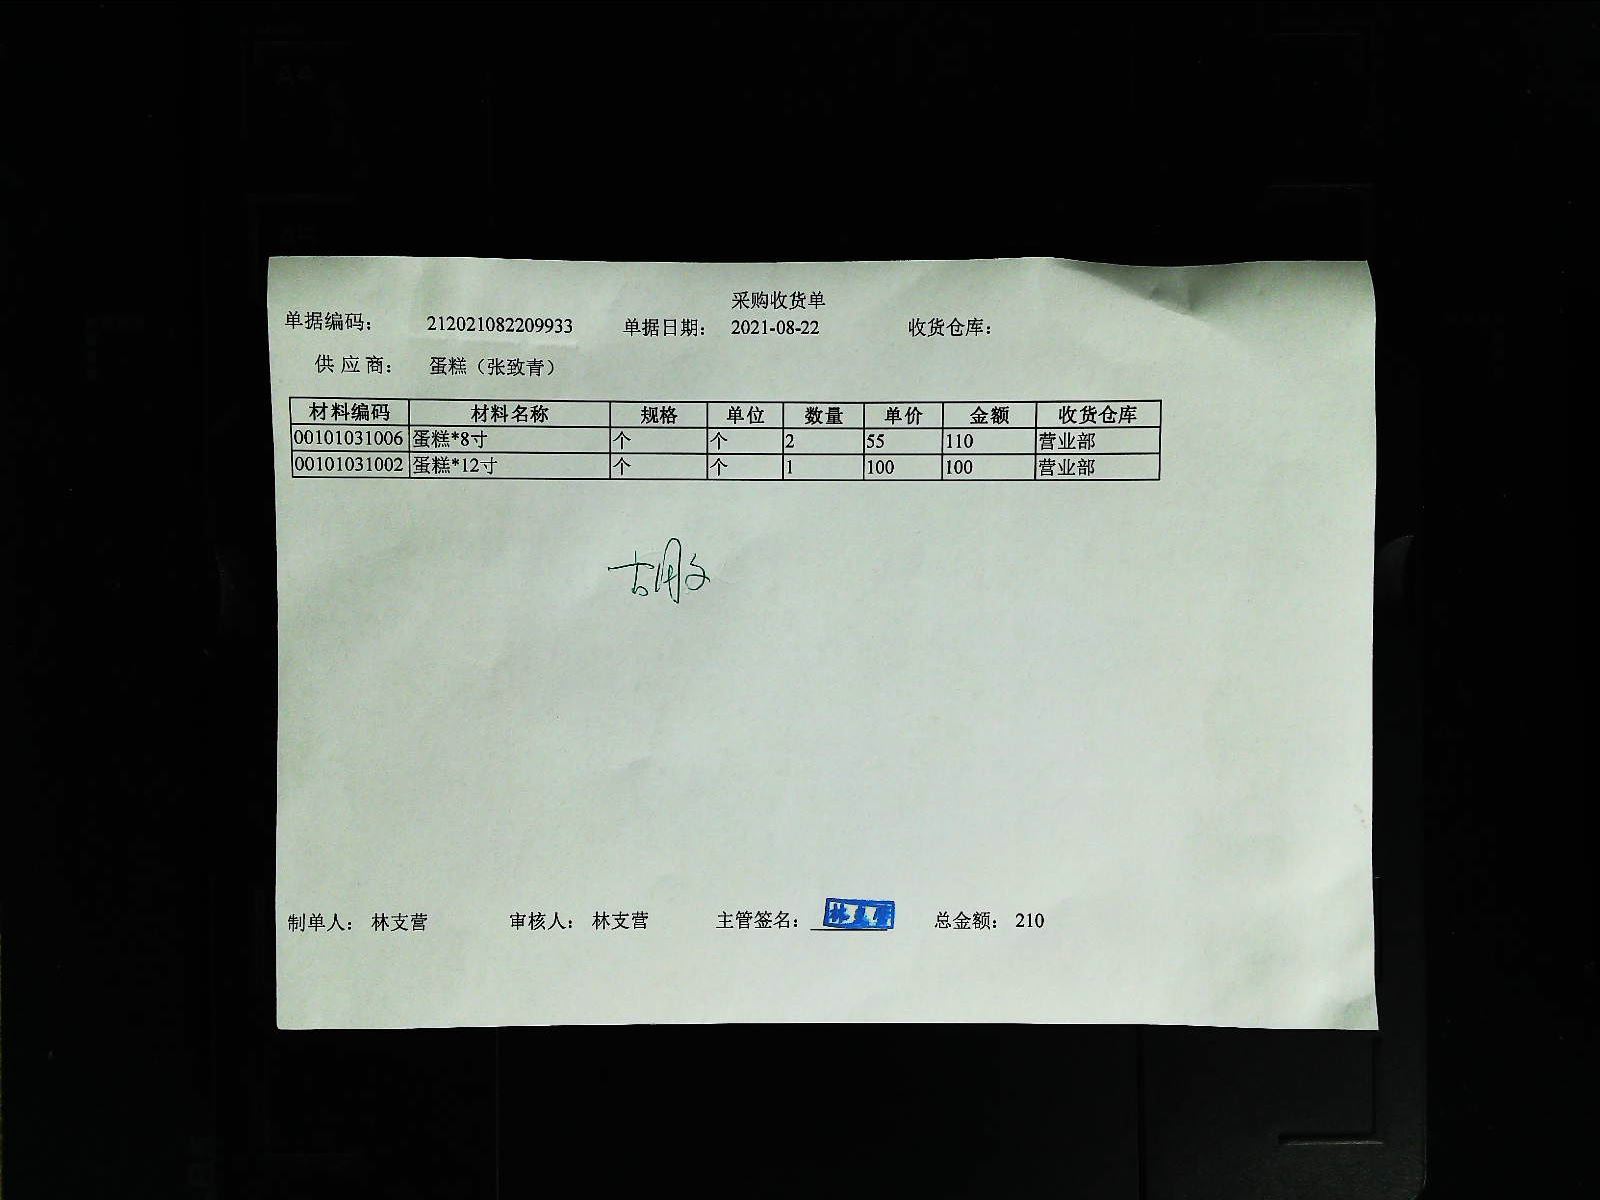 采购收货单
单据编码： 212021082209933 单据日期： 2021-08-22 收货仓库：
供 应 商： 蛋糕（张致青）
材料编码 材料名称 规格 单位 数量 单价 金额 收货仓库
00101031006 蛋糕*8寸 个 个 2 55 110 营业部
00101031002 蛋糕*12寸 个 个 1 100 100 营业部
制单人： 林支营 审核人： 林支营 主管签名： 林支营 总金额： 210